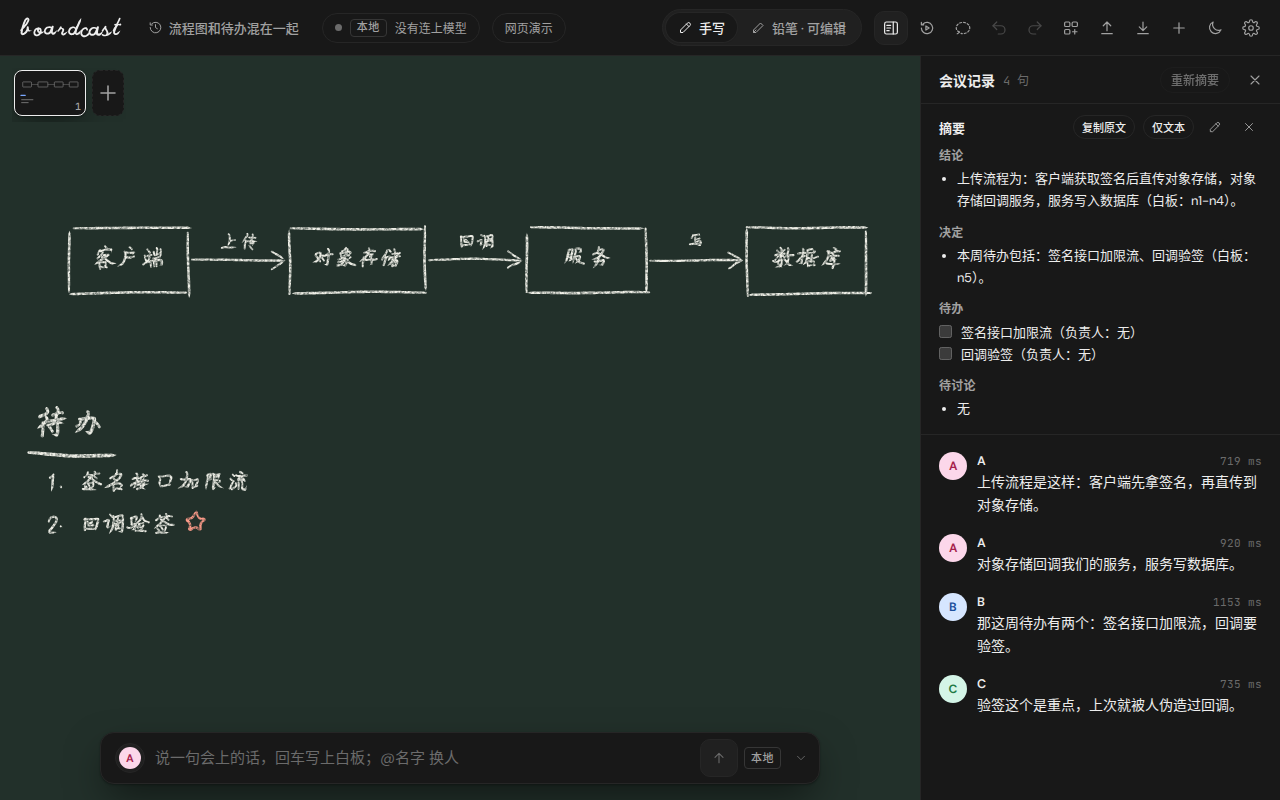 boardcast
流程图和待办混在一起
本地 没有连上模型
网页演示
手写
铅笔 · 可编辑
1
客户端
上传
对象存储
回调
服务
写
数据库
待办
1. 签名接口加限流
2. 回调验签
A
说一句会上的话，回车写上白板；@名字 换人
本地
会议记录 4 句
重新摘要
摘要
复制原文
仅文本
结论
• 上传流程为：客户端获取签名后直传对象存储，对象
存储回调服务，服务写入数据库（白板：n1-n4）。
决定
• 本周待办包括：签名接口加限流、回调验签（白板：
n5）。
待办
签名接口加限流（负责人：无）
回调验签（负责人：无）
待讨论
• 无
A A 719 ms
上传流程是这样：客户端先拿签名，再直传到
对象存储。
A A 920 ms
对象存储回调我们的服务，服务写数据库。
B B 1153 ms
那这周待办有两个：签名接口加限流，回调要
验签。
C C 735 ms
验签这个是重点，上次就被人伪造过回调。